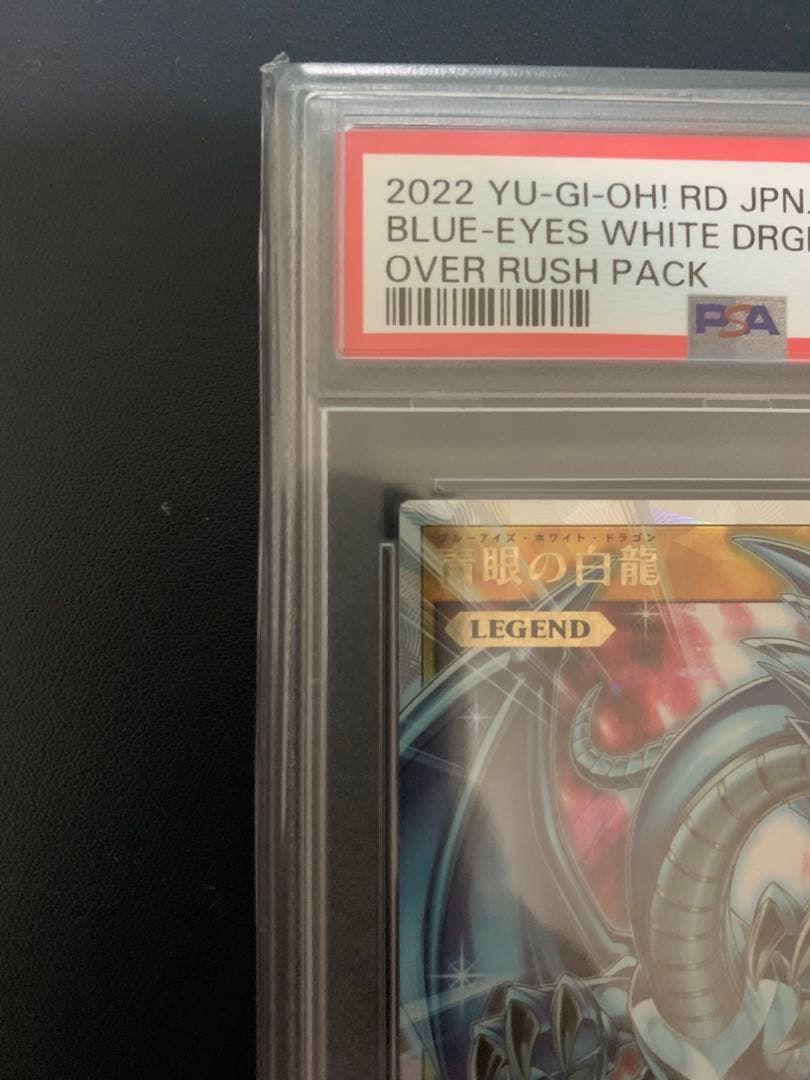 2022 YU-GI-OH! RD JPN.
BLUE-EYES WHITE DRG
OVER RUSH PACK
PSA
ブルーアイズ・ホワイト・ドラゴン
青眼の白龍
LEGEND